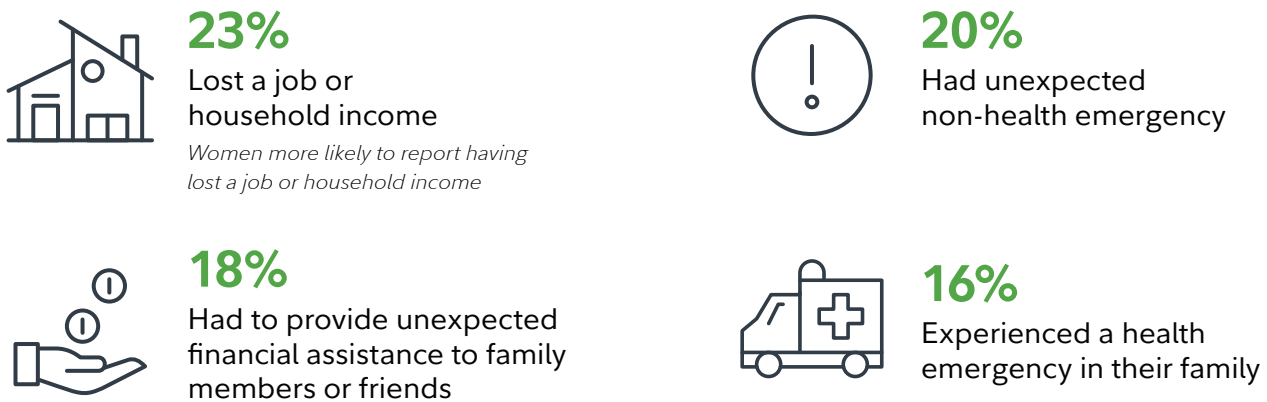 23%
Lost a job or
household income
Women more likely to report having
lost a job or household income
20%
Had unexpected
non-health emergency
18%
Had to provide unexpected
financial assistance to family
members or friends
16%
Experienced a health
emergency in their family